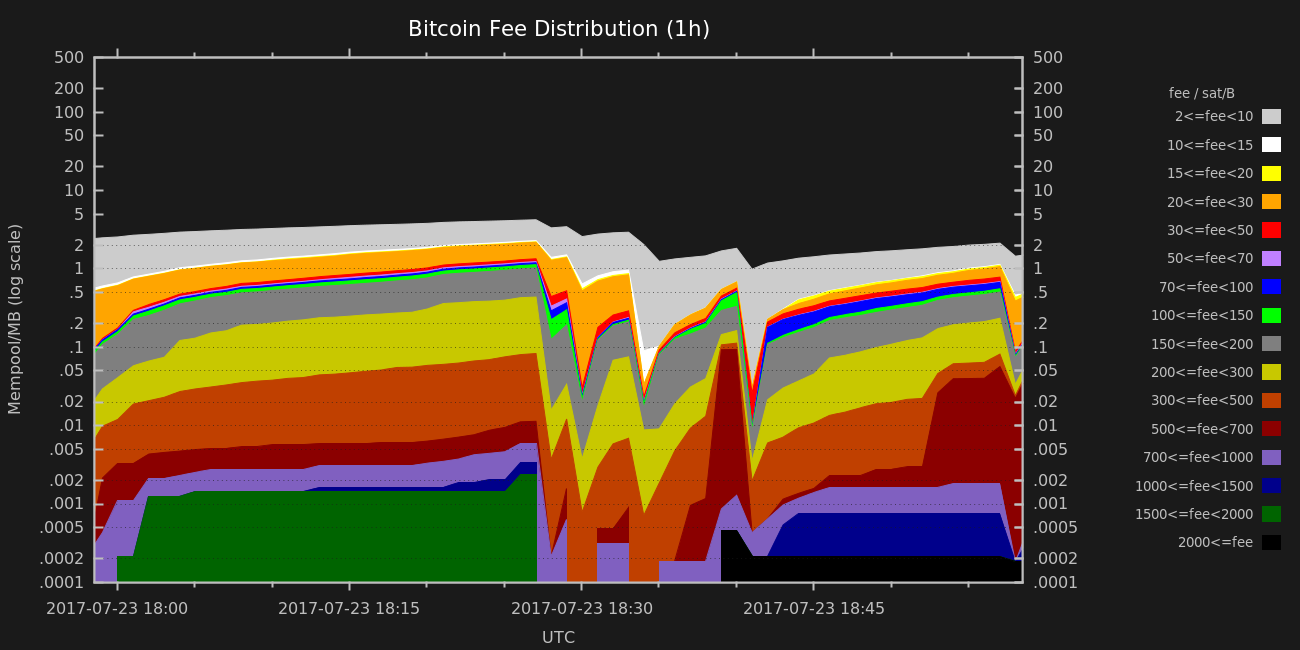 Bitcoin Fee Distribution (1h)
500 500
200 200
100 100
50 50
20 20
10 10
5 5
2 2
1 1
.5 .5
.2 .2
.1 .1
.05 .05
.02 .02
.01 .01
.005 .005
.002 .002
.001 .001
.0005 .0005
.0002 .0002
.0001 .0001
Mempool/MB (log scale)
2017-07-23 18:00 2017-07-23 18:15 2017-07-23 18:30 2017-07-23 18:45
UTC
fee / sat/B
2<=fee<10
10<=fee<15
15<=fee<20
20<=fee<30
30<=fee<50
50<=fee<70
70<=fee<100
100<=fee<150
150<=fee<200
200<=fee<300
300<=fee<500
500<=fee<700
700<=fee<1000
1000<=fee<1500
1500<=fee<2000
2000<=fee